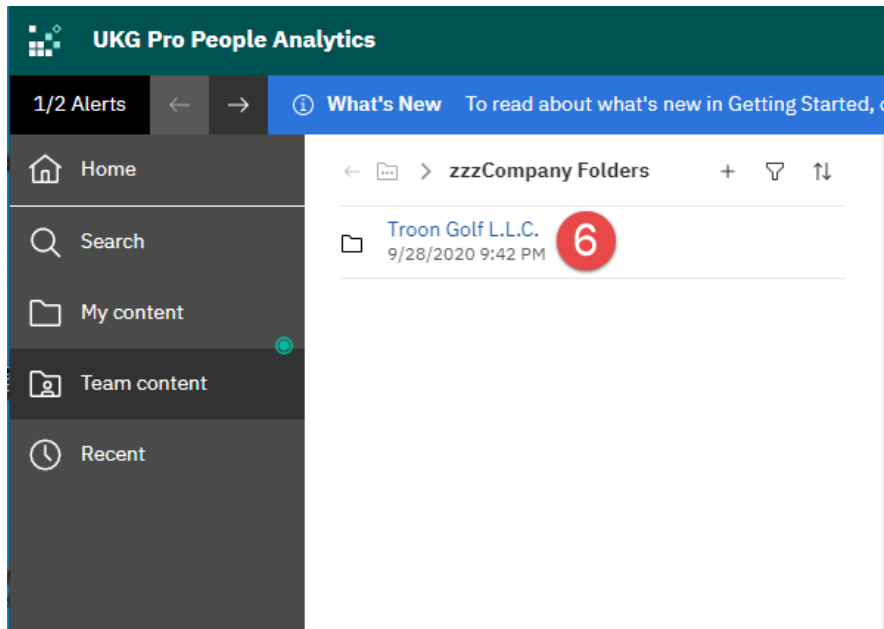 UKG Pro People Analytics
1/2 Alerts
What's New To read about what's new in Getting Started,
Home
zzzCompany Folders
Search
Troon Golf L.L.C.
9/28/2020 9:42 PM
6
My content
Team content
Recent